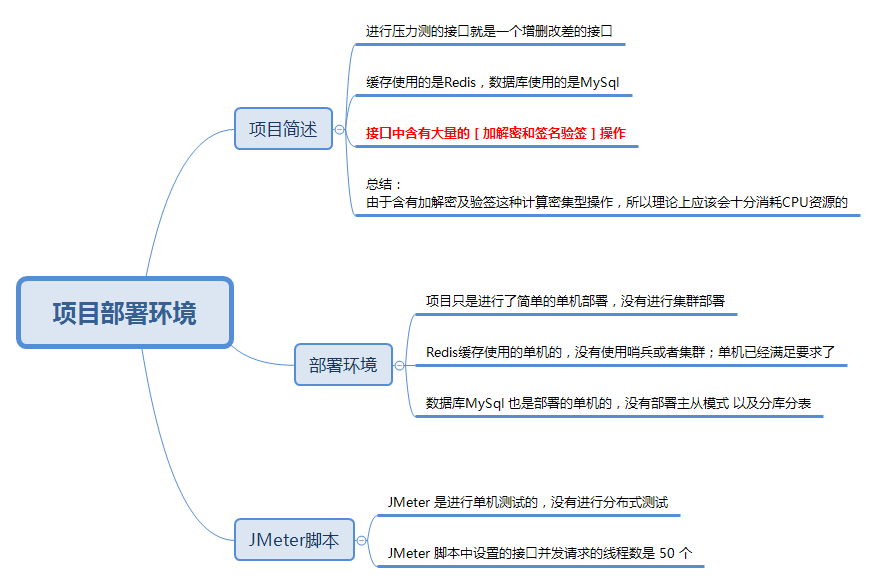 项目部署环境
项目简述
进行压力测的接口就是一个增删改差的接口
缓存使用的是Redis，数据库使用的是MySql
接口中含有大量的 [ 加解密和签名验签 ] 操作
总结：
由于含有加解密及验签这种计算密集型操作，所以理论上应该会十分消耗CPU资源的
部署环境
项目只是进行了简单的单机部署，没有进行集群部署
Redis缓存使用的单机的，没有使用哨兵或者集群；单机已经满足要求了
数据库MySql 也是部署的单机的，没有部署主从模式 以及分库分表
JMeter脚本
JMeter 是进行单机测试的，没有进行分布式测试
JMeter 脚本中设置的接口并发请求的线程数是 50 个